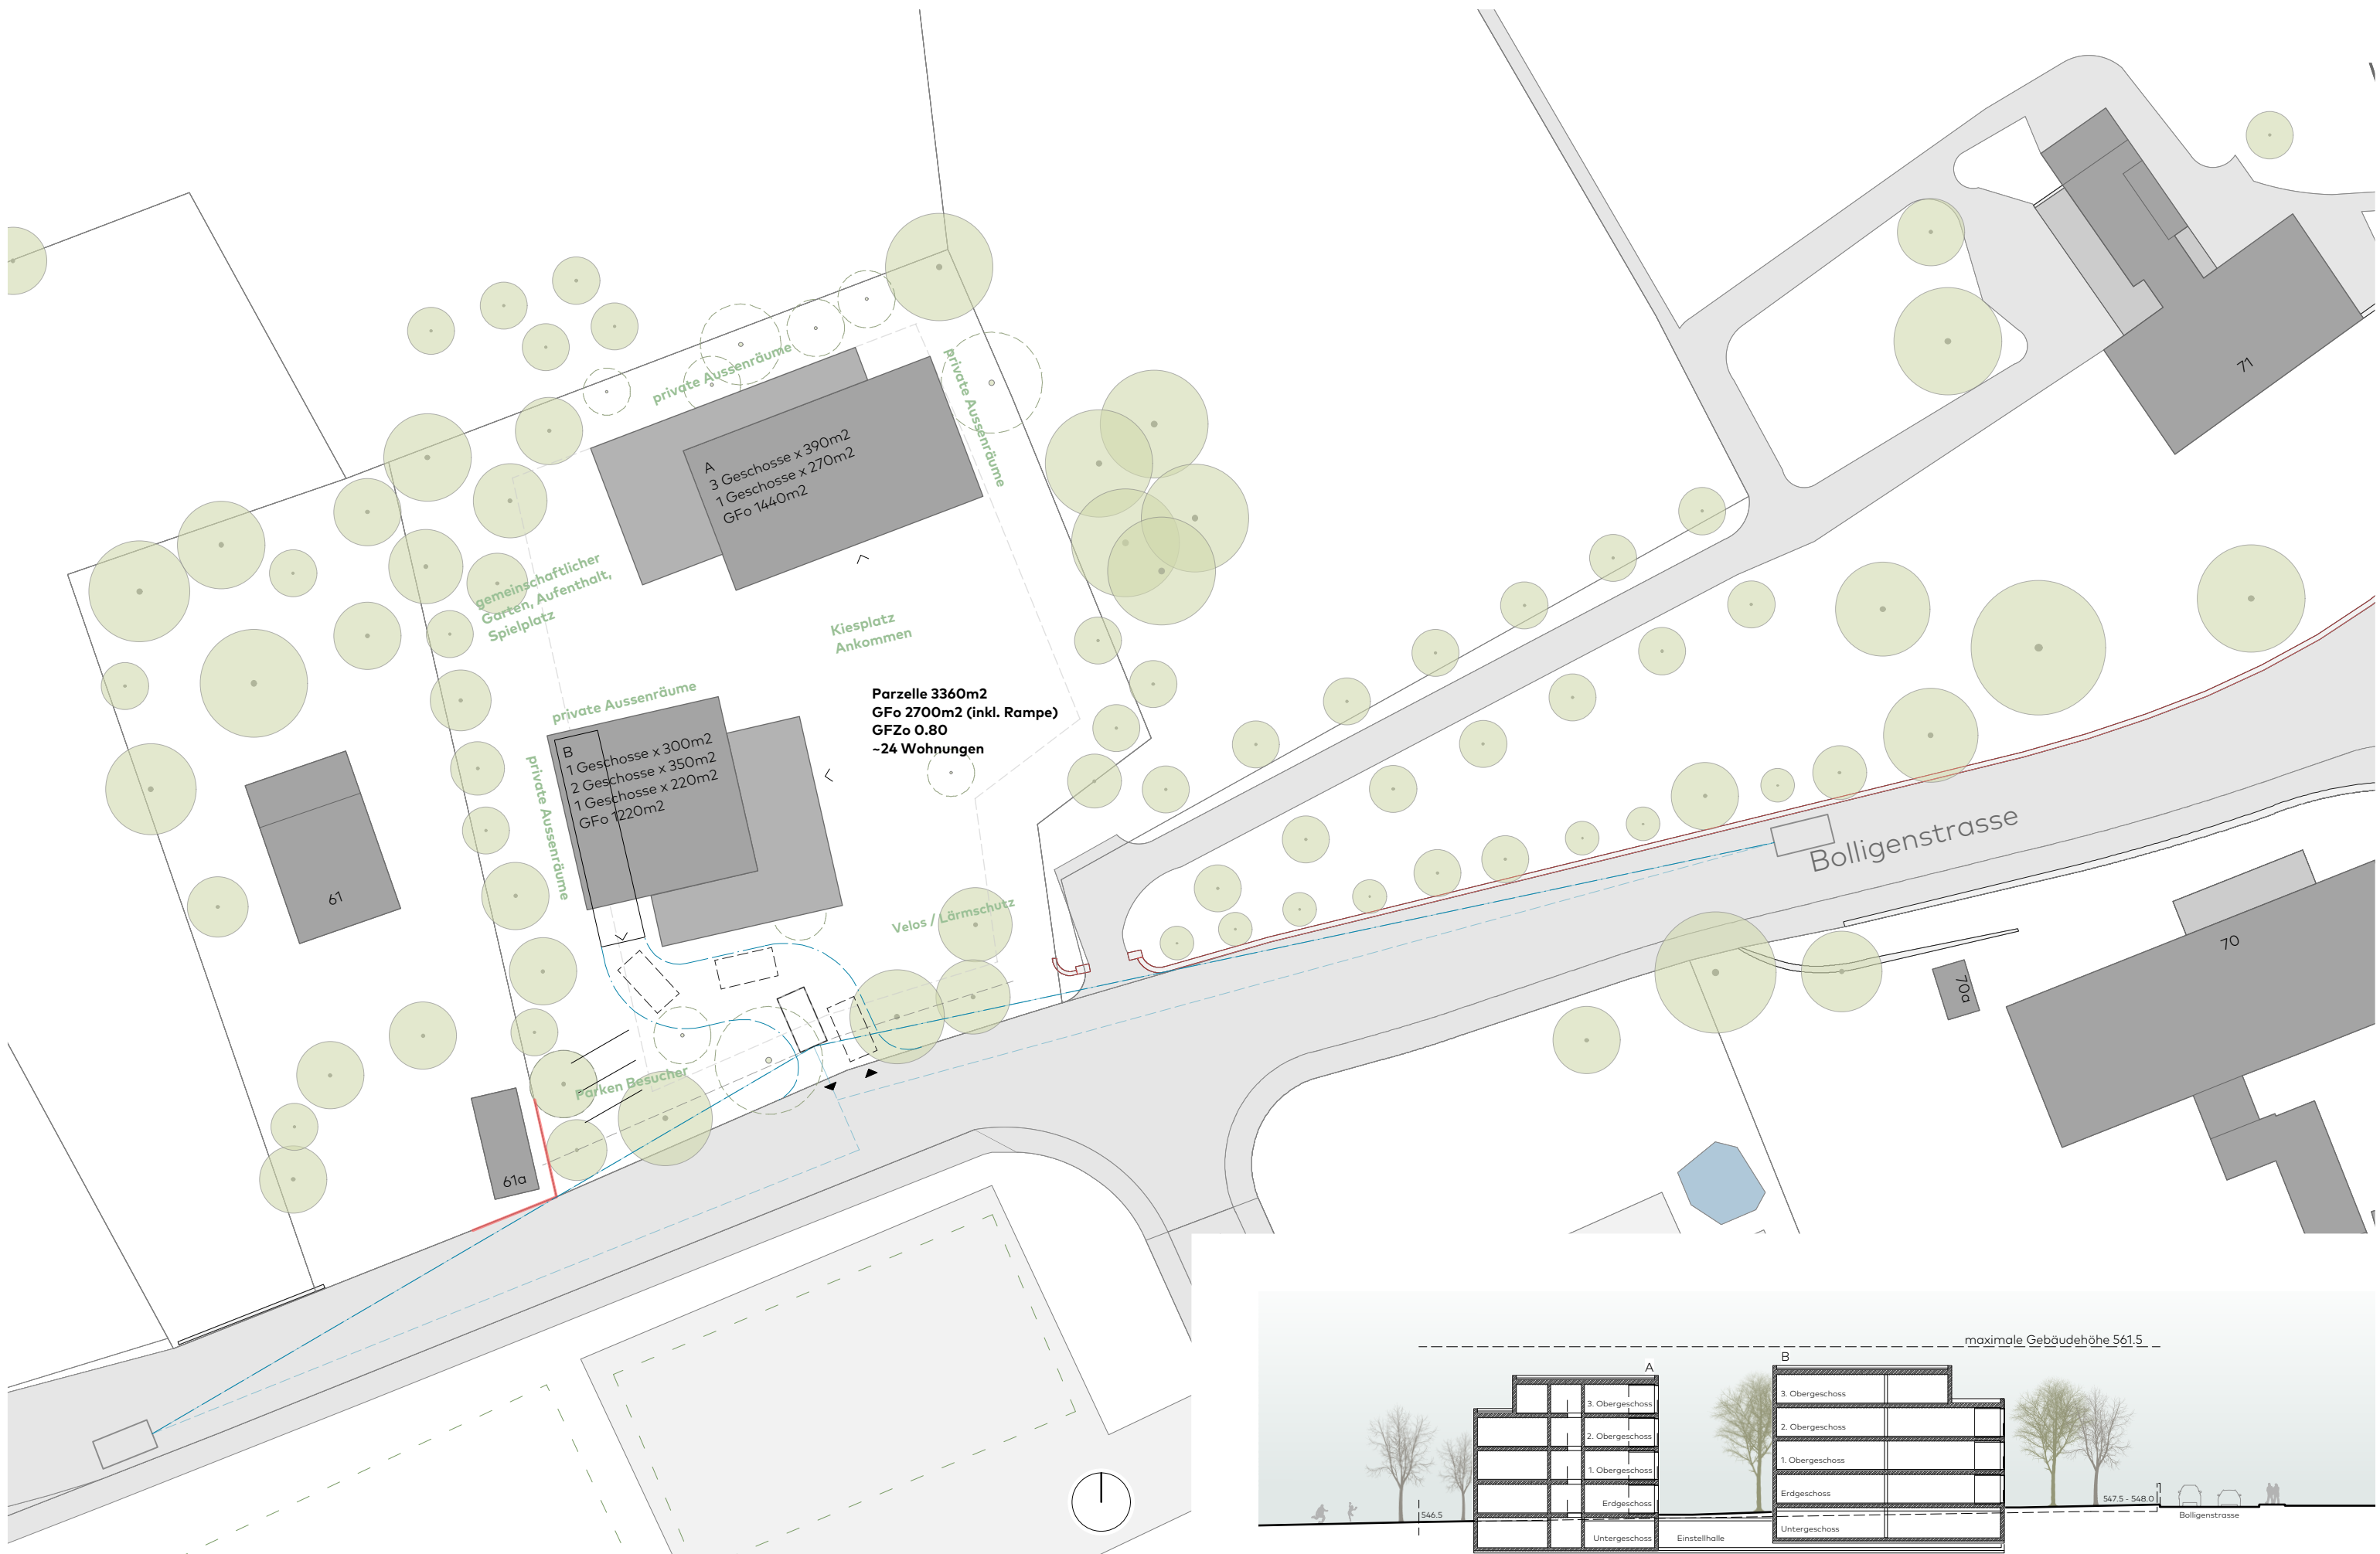 71
private Aussenräume
private Aussenräume
A
3 Geschosse x 390m2
1 Geschosse x 270m2
GFo 1440m2
gemeinschaftlicher
Garten, Aufenthalt,
Spielplatz
Kiesplatz
Ankommen
private Aussenräume
Parzelle 3360m2
GFo 2700m2 (inkl. Rampe)
GFZo 0.80
~24 Wohnungen
B
1 Geschosse x 300m2
2 Geschosse x 350m2
1 Geschosse x 220m2
GFo 1220m2
private Aussenräume
61
Velos / Lärmschutz
Bolligenstrasse
70
70a
Parken Besucher
61a
maximale Gebäudehöhe 561.5
A
B
3. Obergeschoss
2. Obergeschoss
1. Obergeschoss
Erdgeschoss
Untergeschoss
546.5
Einstellhalle
3. Obergeschoss
2. Obergeschoss
1. Obergeschoss
Erdgeschoss
Untergeschoss
547.5 - 548.0
Bolligenstrasse